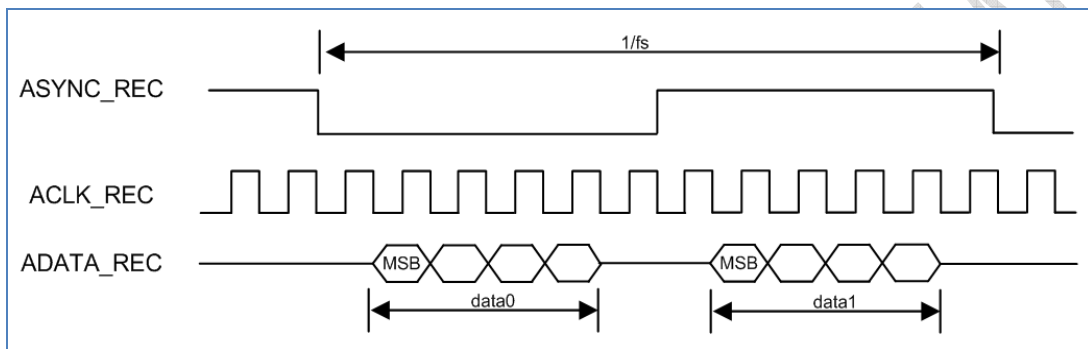 1/fs
ASYNC_REC
ACLK_REC
ADATA_REC
MSB
MSB
data0
data1